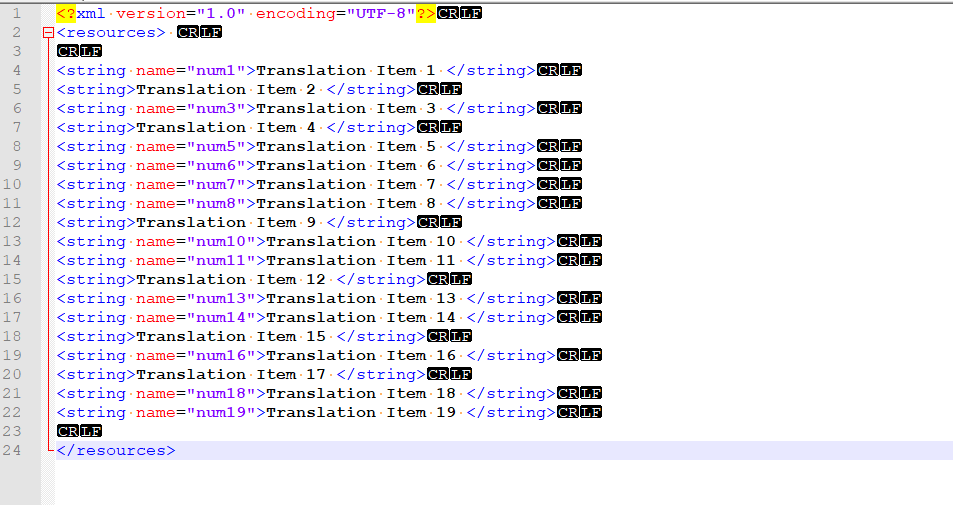 1 <?xml version="1.0" encoding="UTF-8"?>CRLF
2 <resources> CRLF
3 CRLF
4 <string name="num1">Translation Item 1 </string>CRLF
5 <string>Translation Item 2 </string>CRLF
6 <string name="num3">Translation Item 3 </string>CRLF
7 <string>Translation Item 4 </string>CRLF
8 <string name="num5">Translation Item 5 </string>CRLF
9 <string name="num6">Translation Item 6 </string>CRLF
10 <string name="num7">Translation Item 7 </string>CRLF
11 <string name="num8">Translation Item 8 </string>CRLF
12 <string>Translation Item 9 </string>CRLF
13 <string name="num10">Translation Item 10 </string>CRLF
14 <string name="num11">Translation Item 11 </string>CRLF
15 <string>Translation Item 12 </string>CRLF
16 <string name="num13">Translation Item 13 </string>CRLF
17 <string name="num14">Translation Item 14 </string>CRLF
18 <string>Translation Item 15 </string>CRLF
19 <string name="num16">Translation Item 16 </string>CRLF
20 <string>Translation Item 17 </string>CRLF
21 <string name="num18">Translation Item 18 </string>CRLF
22 <string name="num19">Translation Item 19 </string>CRLF
23 CRLF
24 </resources>